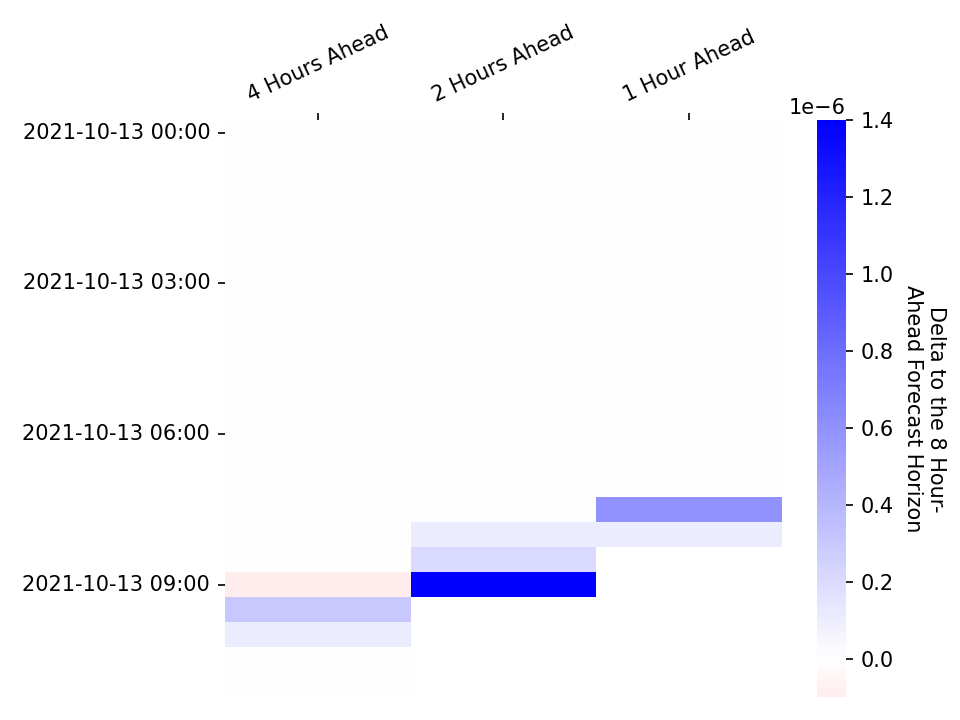 4 Hours Ahead
2 Hours Ahead
1 Hour Ahead
2021-10-13 00:00
2021-10-13 03:00
2021-10-13 06:00
2021-10-13 09:00
1e−6
1.4
1.2
1.0
0.8
0.6
0.4
0.2
0.0
Delta to the 8 Hour-
Ahead Forecast Horizon